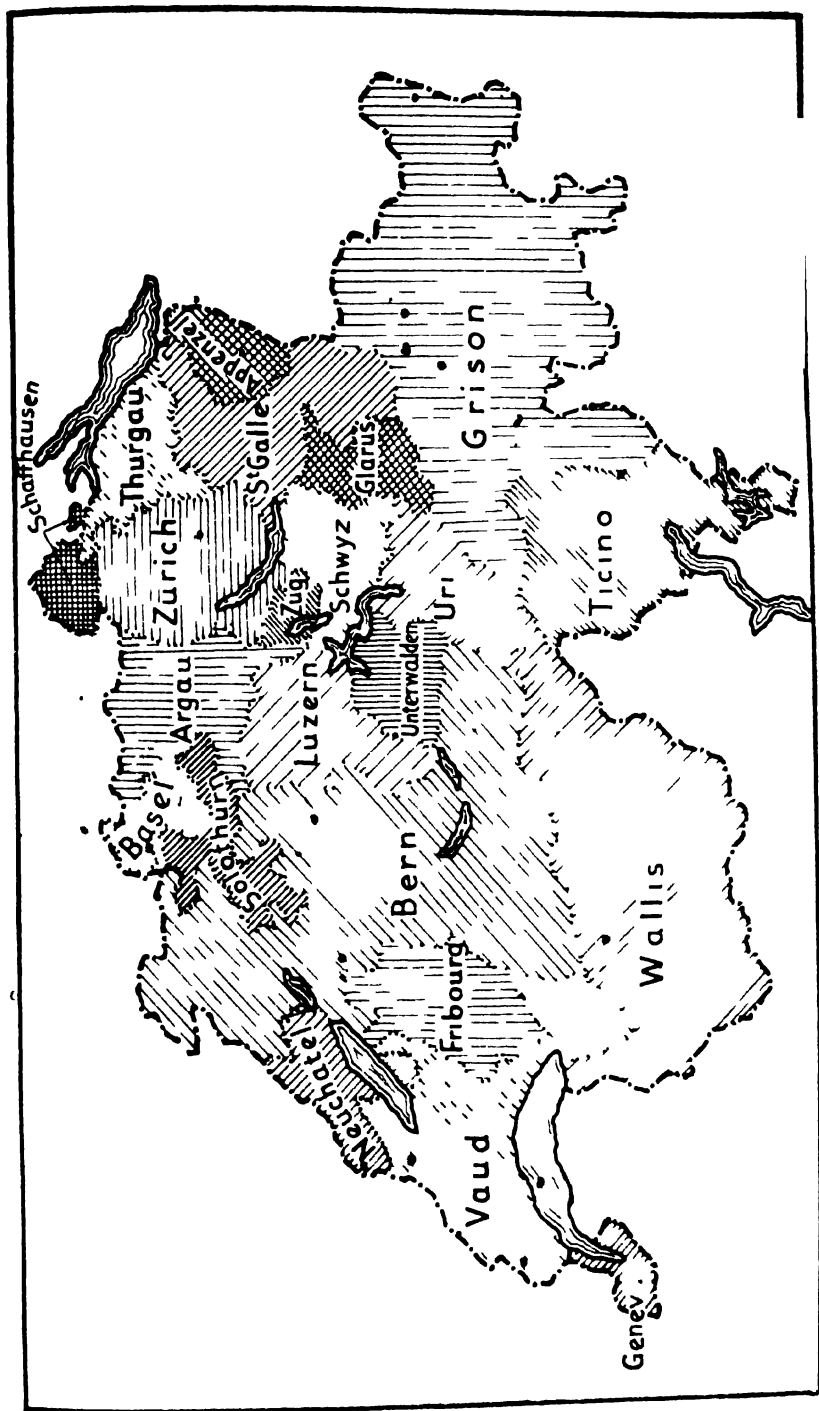 Schaffhausen
Thurgau
Appenzel
St Galle
Zürich
Basel
Argau
Solothurn
Zug
Glarus
Schwyz
Luzern
Unterwalden
Uri
Grison
Neuchatel
Bern
Fribourg
Vaud
Wallis
Ticino
Genev